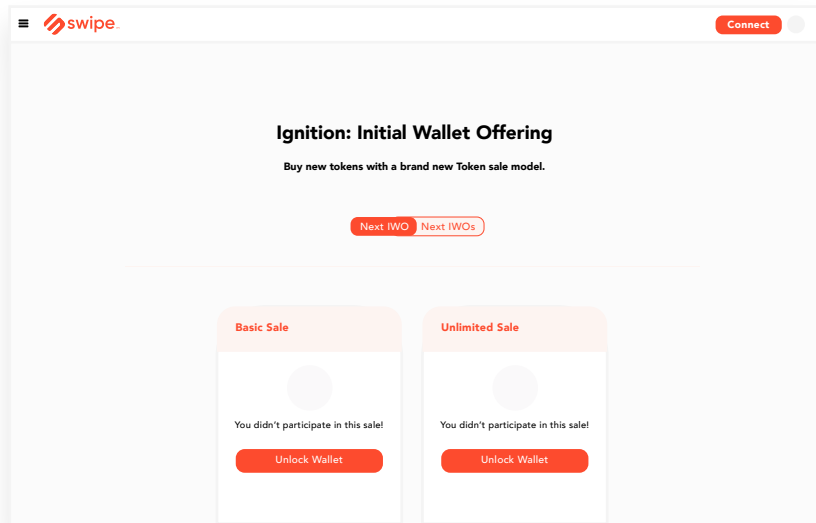 swipe
Connect
Ignition: Initial Wallet Offering
Buy new tokens with a brand new Token sale model.
Next IWO Next IWOs
Basic Sale
Unlimited Sale
You didn’t participate in this sale!
You didn’t participate in this sale!
Unlock Wallet
Unlock Wallet